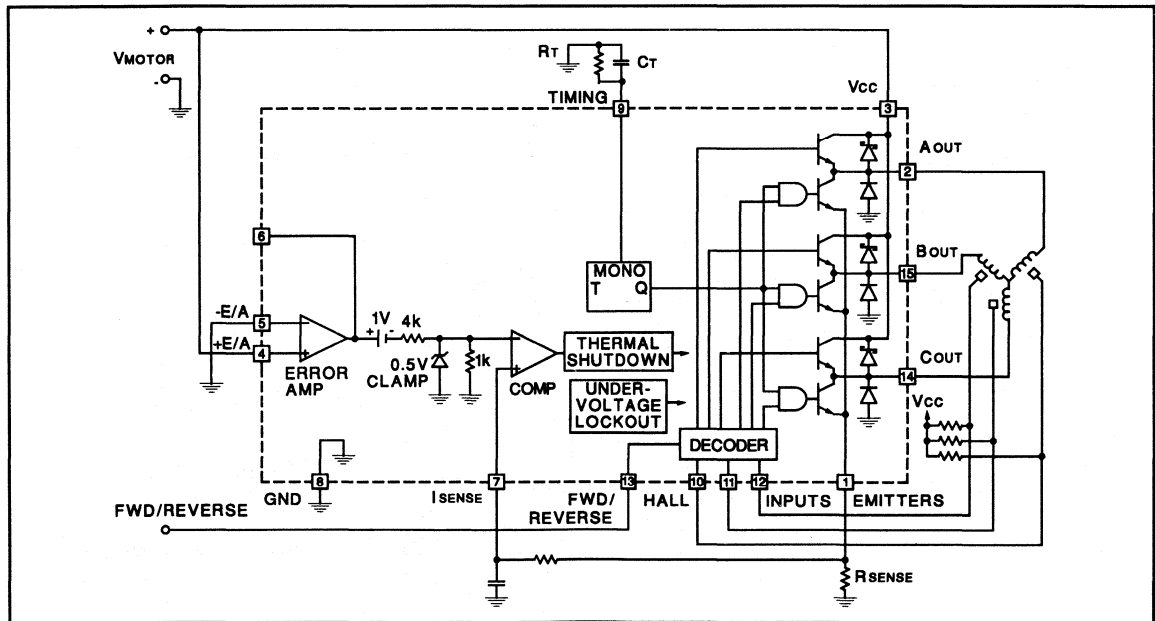 +
VMOTOR
-
RT
CT
TIMING
9
VCC
3
AOUT
2
6
MONO
T Q
BOUT
15
-E/A
5
+E/A
4
ERROR
AMP
1V
+ -
4k
0.5V
CLAMP
1k
COMP
- +
THERMAL
SHUTDOWN
UNDER-
VOLTAGE
LOCKOUT
COUT
14
VCC
DECODER
8
7
13
10
11
12
1
GND
ISENSE
FWD/
REVERSE
HALL
INPUTS
EMITTERS
FWD/REVERSE
RSENSE